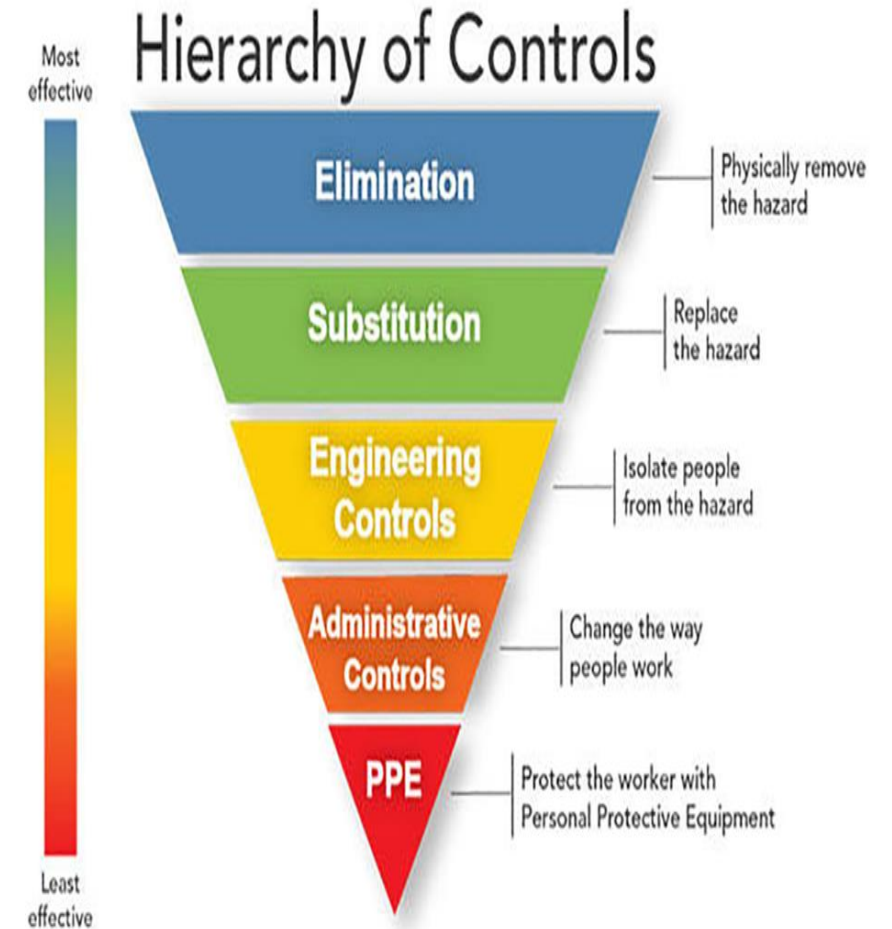 Hierarchy of Controls
Most
effective
Elimination
Physically remove
the hazard
Substitution
Replace
the hazard
Engineering
Controls
Isolate people
from the hazard
Administrative
Controls
Change the way
people work
PPE
Protect the worker with
Personal Protective Equipment
Least
effective